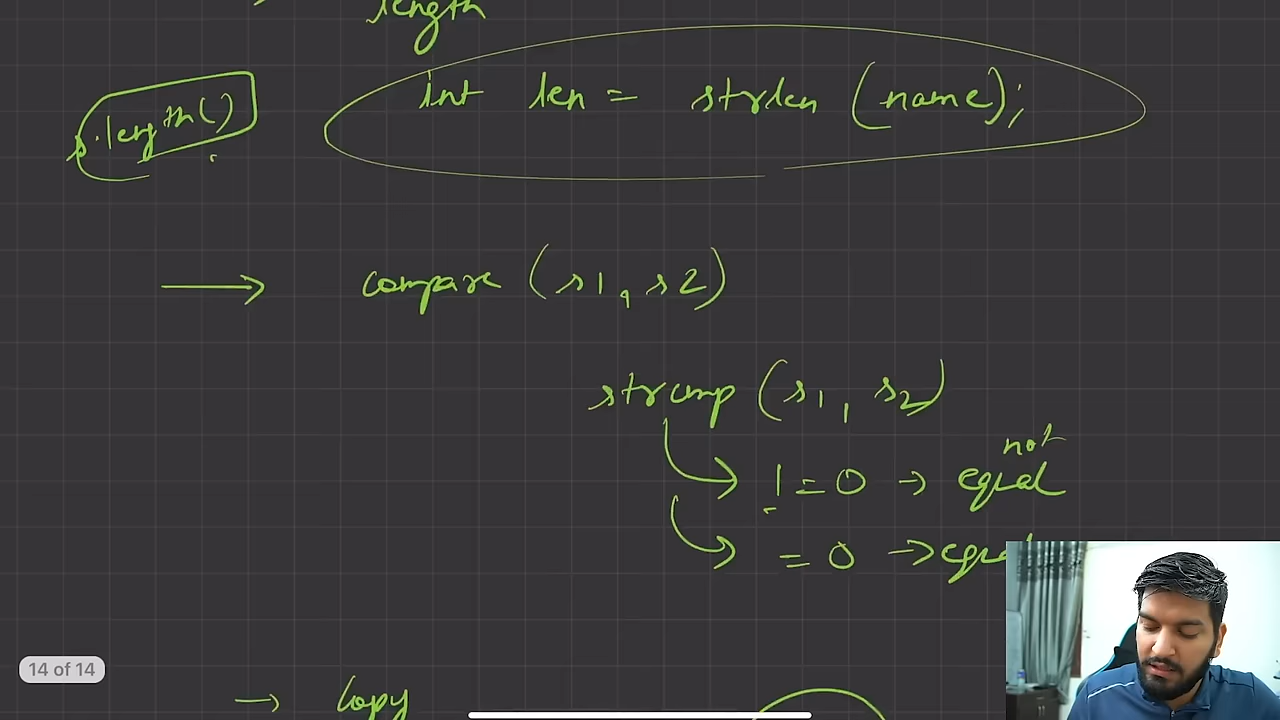 length
s.length()
int len = strlen (name);
→ compare (s1, s2)
strcmp (s1, s2)
→ != 0 → not equal
→ = 0 → equal
14 of 14
→ Copy